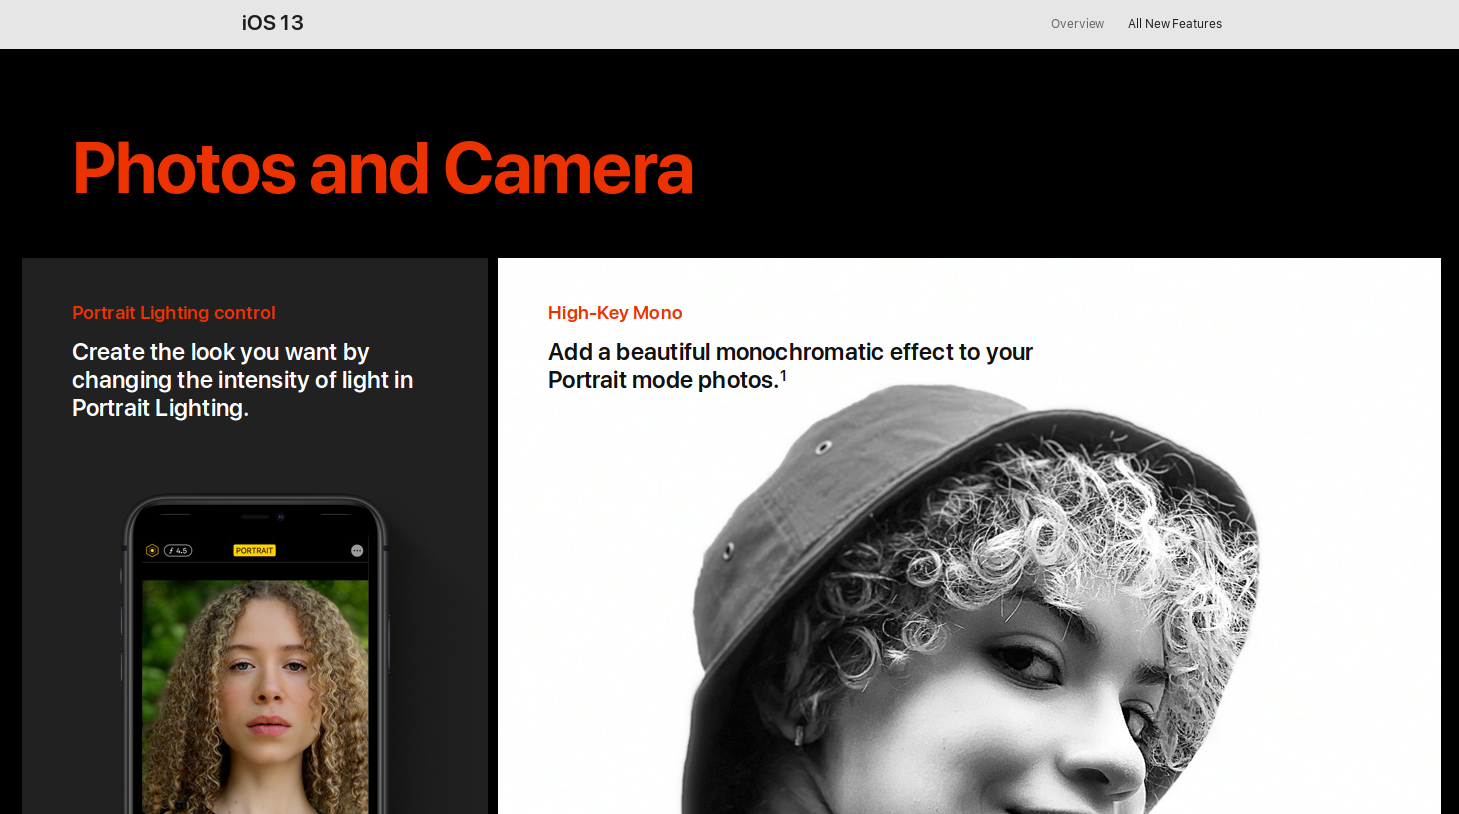 iOS 13
Overview
All New Features
Photos and Camera
Portrait Lighting control
Create the look you want by
changing the intensity of light in
Portrait Lighting.
High-Key Mono
Add a beautiful monochromatic effect to your
Portrait mode photos.¹
ƒ 4.5
PORTRAIT